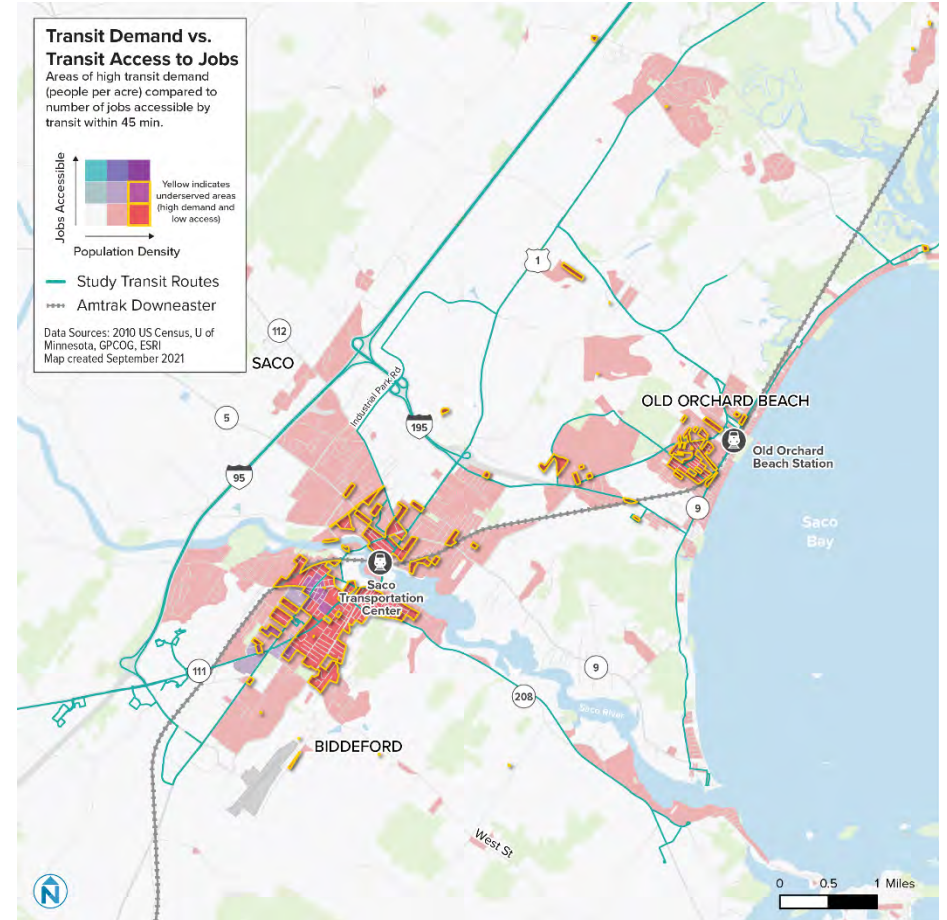 Transit Demand vs.
Transit Access to Jobs
Areas of high transit demand
(people per acre) compared to
number of jobs accessible by
transit within 45 min.
Jobs Accessible
Yellow indicates
underserved areas
(high demand and
low access)
Population Density
Study Transit Routes
Amtrak Downeaster
Data Sources: 2010 US Census, U of
Minnesota, GPCOG, ESRI
Map created September 2021
1
112
SACO
Industrial Park Rd
5
195
OLD ORCHARD BEACH
Old Orchard
Beach Station
95
9
Saco
Bay
Saco
Transportation
Center
111
9
208
Saco River
BIDDEFORD
West St
N
0 0.5 1 Miles